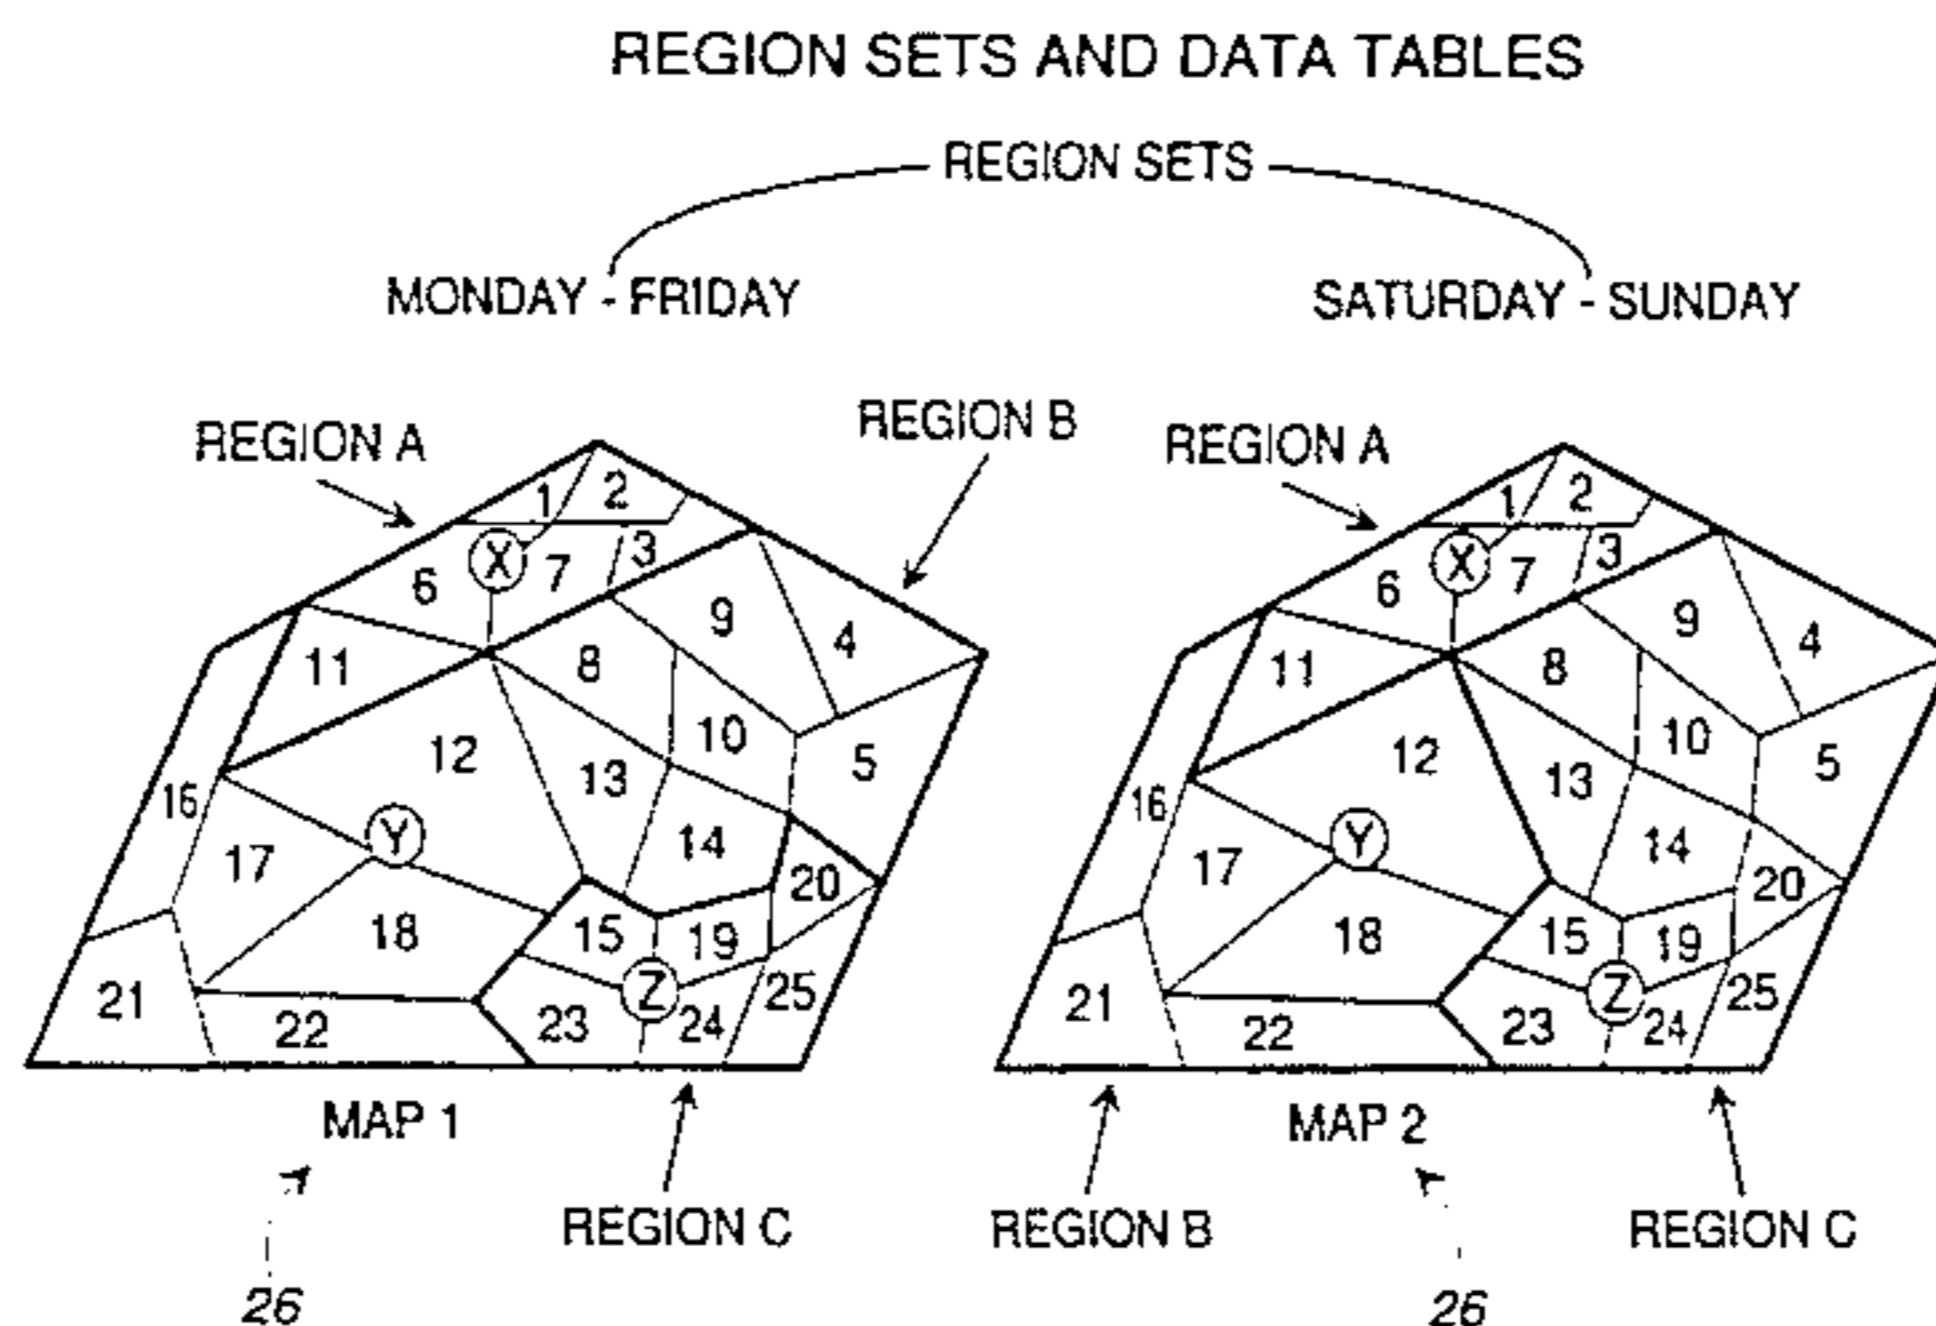 REGION SETS AND DATA TABLES
REGION SETS
MONDAY - FRIDAY
SATURDAY - SUNDAY
REGION A
REGION B
1
2
X
3
6
7
9
4
11
8
10
12
13
5
16
Y
14
17
20
18
15
19
Z
25
21
23
24
22
MAP 1
REGION C
26
REGION A
1
2
X
3
6
7
9
4
11
8
10
12
13
5
16
Y
14
17
20
18
15
19
Z
25
21
23
24
22
MAP 2
REGION B
REGION C
26